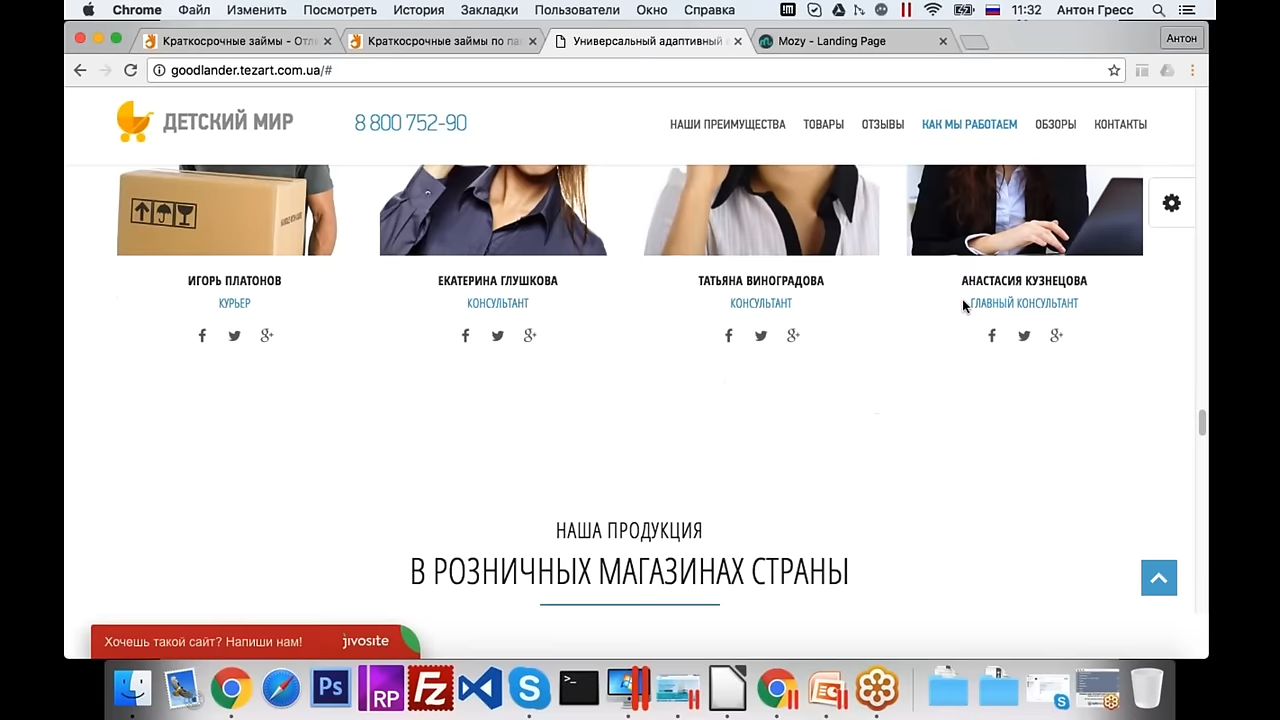 Chrome Файл Изменить Посмотреть История Закладки Пользователи Окно Справка 11:32 Антон Гресс
Краткосрочные займы - Отл
Краткосрочные займы по па
Универсальный адаптивный
Mozy - Landing Page
Антон
goodlander.tezart.com.ua/#
ДЕТСКИЙ МИР
8 800 752-90
НАШИ ПРЕИМУЩЕСТВА ТОВАРЫ ОТЗЫВЫ КАК МЫ РАБОТАЕМ ОБЗОРЫ КОНТАКТЫ
ИГОРЬ ПЛАТОНОВ
КУРЬЕР
ЕКАТЕРИНА ГЛУШКОВА
КОНСУЛЬТАНТ
ТАТЬЯНА ВИНОГРАДОВА
КОНСУЛЬТАНТ
АНАСТАСИЯ КУЗНЕЦОВА
ГЛАВНЫЙ КОНСУЛЬТАНТ
НАША ПРОДУКЦИЯ
В РОЗНИЧНЫХ МАГАЗИНАХ СТРАНЫ
Хочешь такой сайт? Напиши нам!
jivosite
Ps
RP
FZ